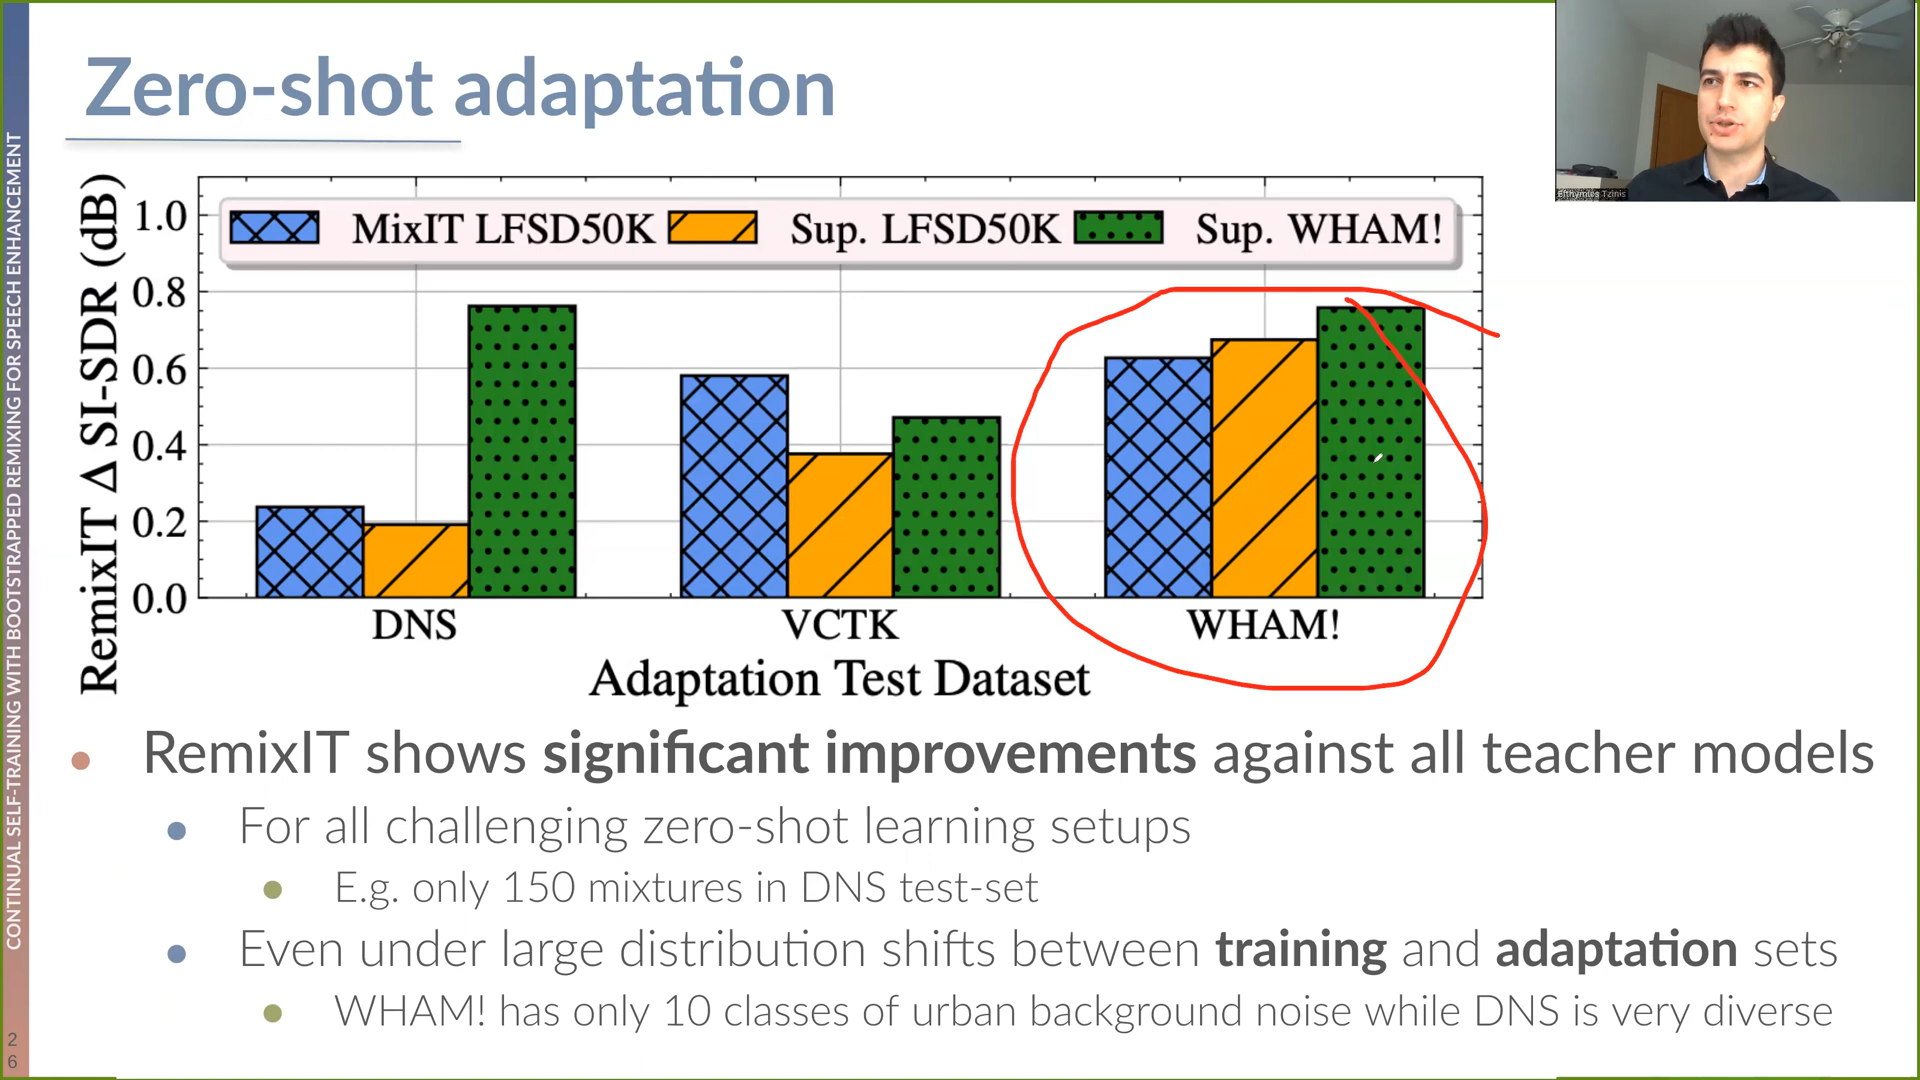 Zero-shot adaptation
Efthymios Tzinis
CONTINUAL SELF-TRAINING WITH BOOTSTRAPPED REMIXING FOR SPEECH ENHANCEMENT
RemixIT Δ SI-SDR (dB)
1.0
0.8
0.6
0.4
0.2
0.0
MixIT LFSD50K Sup. LFSD50K Sup. WHAM!
DNS VCTK WHAM!
Adaptation Test Dataset
• RemixIT shows significant improvements against all teacher models
• For all challenging zero-shot learning setups
• E.g. only 150 mixtures in DNS test-set
• Even under large distribution shifts between training and adaptation sets
• WHAM! has only 10 classes of urban background noise while DNS is very diverse
26